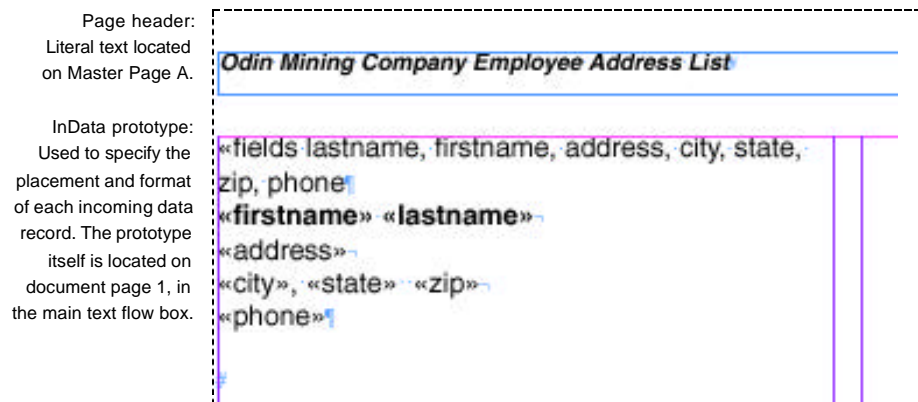 Page header:
Literal text located
on Master Page A.
Odin Mining Company Employee Address List
InData prototype:
Used to specify the
placement and format
of each incoming data
record. The prototype
itself is located on
document page 1, in
the main text flow box.
«fields lastname, firstname, address, city, state,
zip, phone¶
«firstname» «lastname»¬
«address»¬
«city», «state» «zip»¬
«phone»¶
#